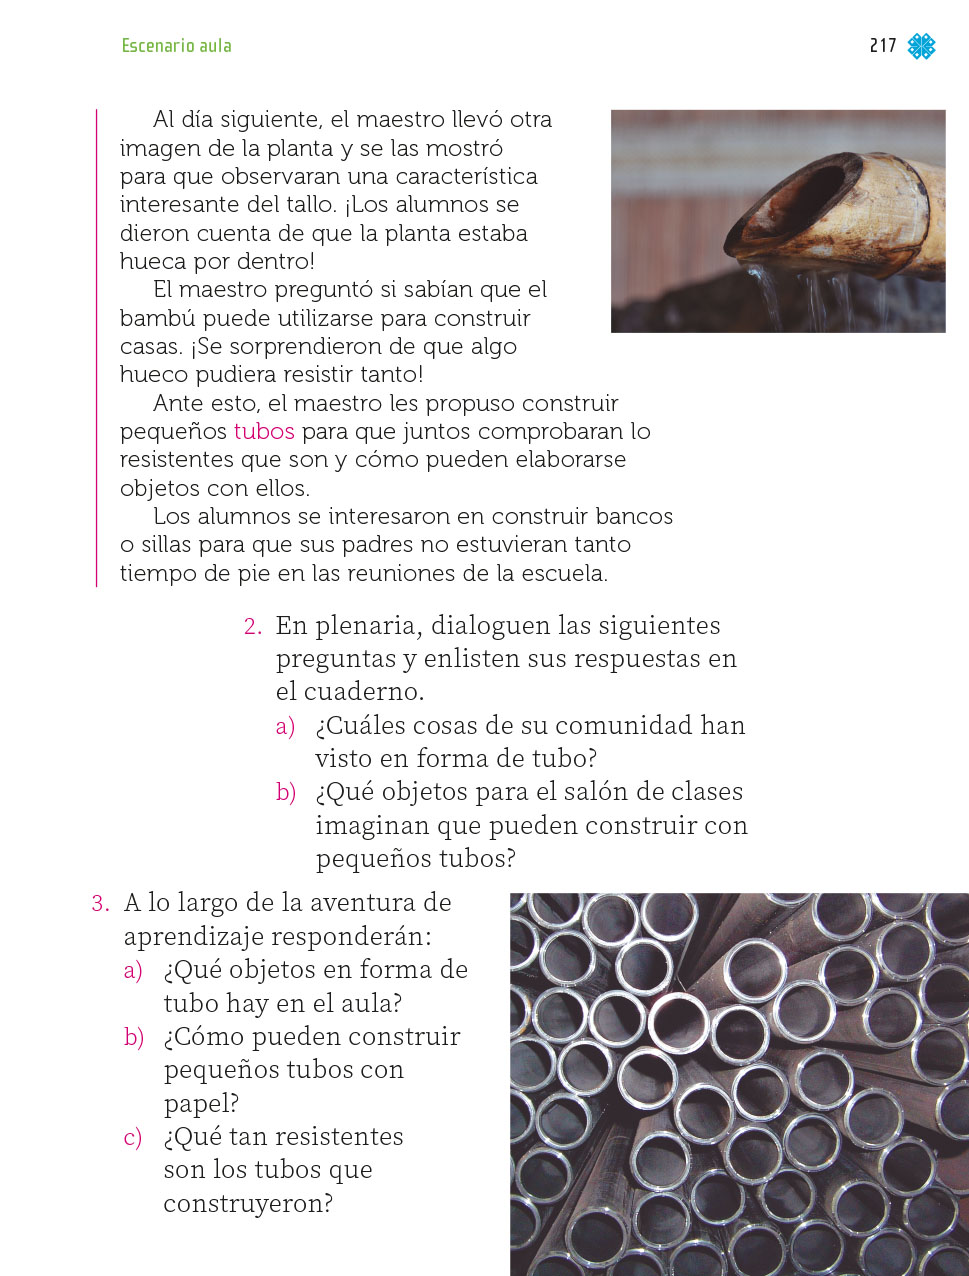 Escenario aula
217
Al día siguiente, el maestro llevó otra
imagen de la planta y se las mostró
para que observaran una característica
interesante del tallo. ¡Los alumnos se
dieron cuenta de que la planta estaba
hueca por dentro!
El maestro preguntó si sabían que el
bambú puede utilizarse para construir
casas. ¡Se sorprendieron de que algo
hueco pudiera resistir tanto!
Ante esto, el maestro les propuso construir
pequeños tubos para que juntos comprobaran lo
resistentes que son y cómo pueden elaborarse
objetos con ellos.
Los alumnos se interesaron en construir bancos
o sillas para que sus padres no estuvieran tanto
tiempo de pie en las reuniones de la escuela.
2. En plenaria, dialoguen las siguientes
preguntas y enlisten sus respuestas en
el cuaderno.
a) ¿Cuáles cosas de su comunidad han
visto en forma de tubo?
b) ¿Qué objetos para el salón de clases
imaginan que pueden construir con
pequeños tubos?
3. A lo largo de la aventura de
aprendizaje responderán:
a) ¿Qué objetos en forma de
tubo hay en el aula?
b) ¿Cómo pueden construir
pequeños tubos con
papel?
c) ¿Qué tan resistentes
son los tubos que
construyeron?